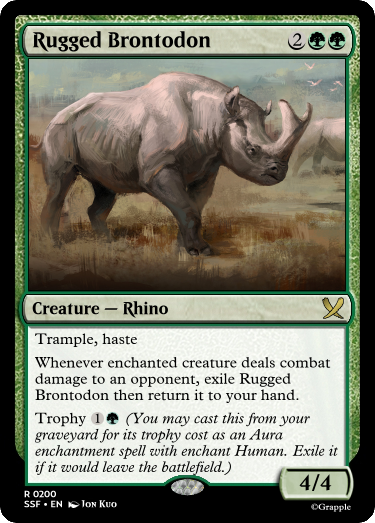 Rugged Brontodon 2
Creature — Rhino
Trample, haste
Whenever enchanted creature deals combat
damage to an opponent, exile Rugged
Brontodon then return it to your hand.
Trophy 1 (You may cast this from your
graveyard for its trophy cost as an Aura
enchantment spell with enchant Human. Exile it
if it would leave the battlefield.)
4/4
R 0200
SSF • EN Jon Kuo
©Grapple